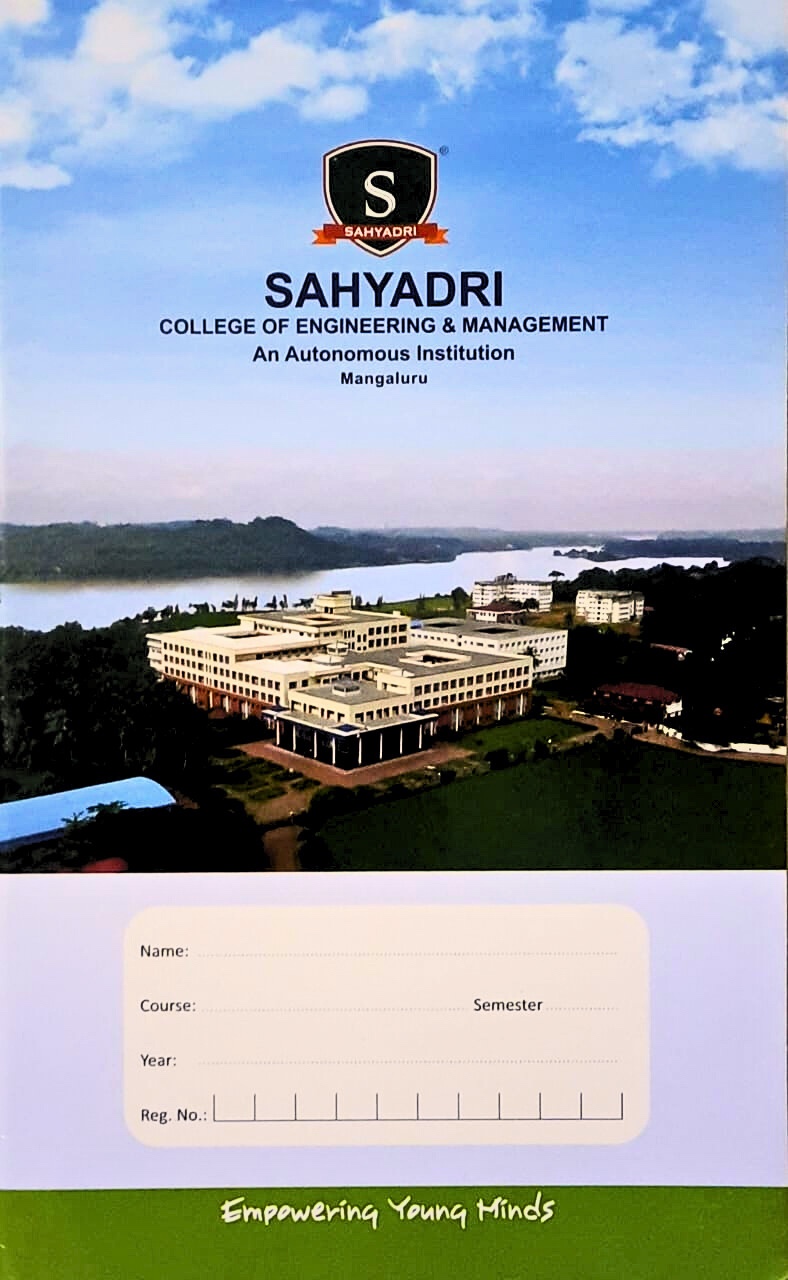 ®
S
SAHYADRI
SAHYADRI
COLLEGE OF ENGINEERING & MANAGEMENT
An Autonomous Institution
Mangaluru
Name:
Course: Semester
Year:
Reg. No.:
Empowering Young Minds